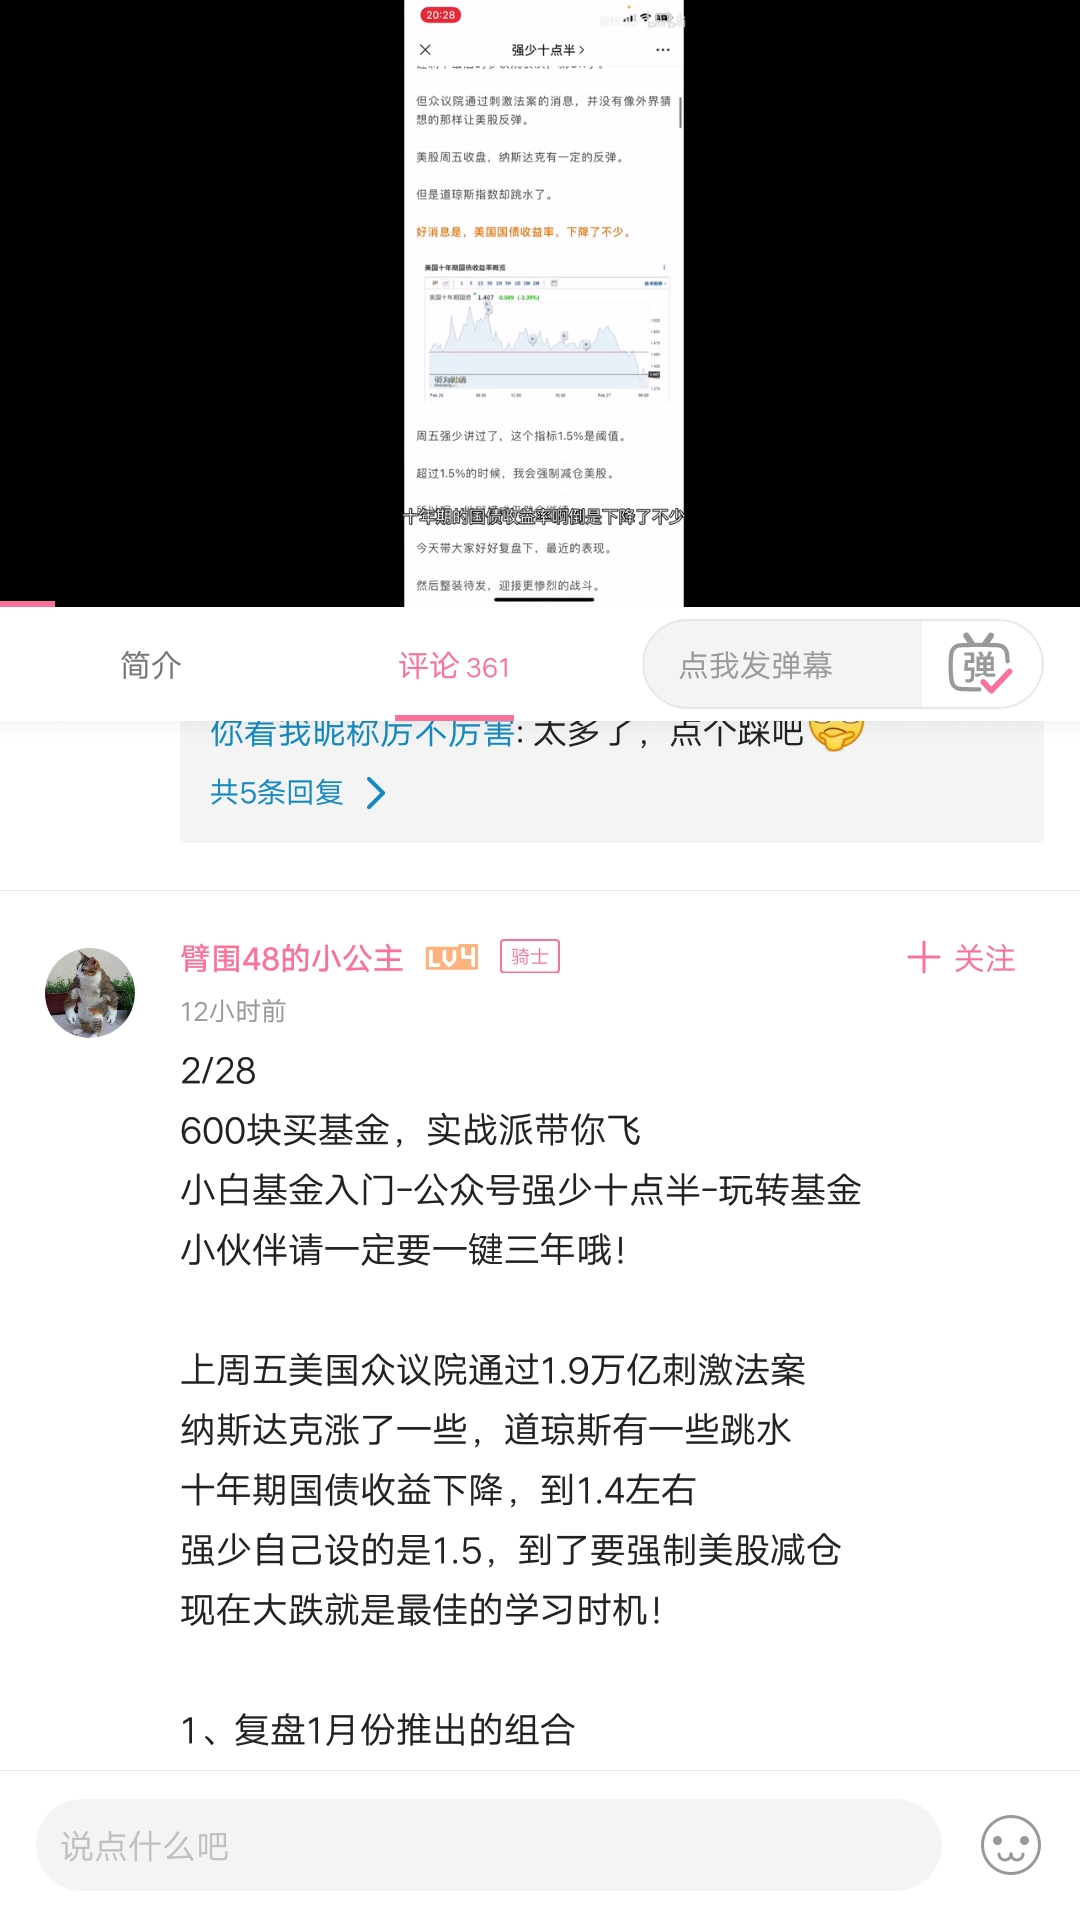 20:28
强少十点半
但众议院通过刺激法案的消息，并没有像外界猜
想的那样让美股反弹。
美股周五收盘，纳斯达克有一定的反弹。
但是道琼斯指数却跳水了。
好消息是，美国国债收益率，下降了不少。
美国十年期国债收益率概览
美国十年期国债 1.407 -0.049 (-3.39%)
周五强少讲过了，这个指标1.5%是阈值。
超过1.5%的时候，我会强制减仓美股。
十年期的国债收益率啊倒是下降了不少
今天带大家好好复盘下，最近的表现。
然后整装待发，迎接更惨烈的战斗。
简介
评论 361
点我发弹幕
弹
你看我昵称厉不厉害: 太多了，点个踩吧
共5条回复
臂围48的小公主 LV4 骑士
关注
12小时前
2/28
600块买基金，实战派带你飞
小白基金入门-公众号强少十点半-玩转基金
小伙伴请一定要一键三年哦！
上周五美国众议院通过1.9万亿刺激法案
纳斯达克涨了一些，道琼斯有一些跳水
十年期国债收益下降，到1.4左右
强少自己设的是1.5，到了要强制美股减仓
现在大跌就是最佳的学习时机！
1、复盘1月份推出的组合
说点什么吧